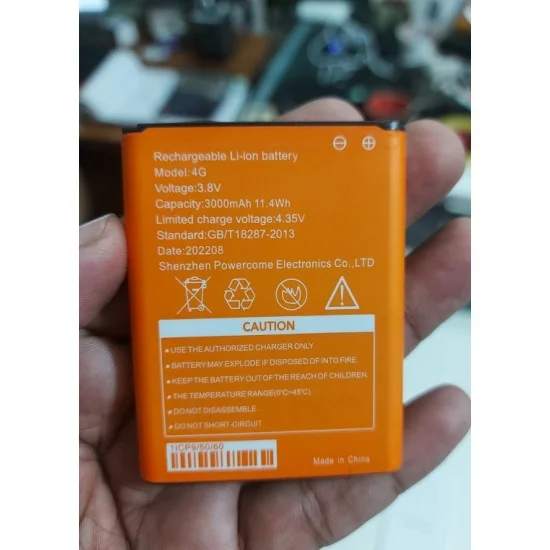 Rechargeable Li-ion battery
Model:4G
Voltage:3.8V
Capacity:3000mAh 11.4Wh
Limited charge voltage:4.35V
Standard:GB/T18287-2013
Date:202208
Shenzhen Powercome Electronics Co.,LTD
CAUTION
• USE THE AUTHORIZED CHARGER ONLY
• BATTERY MAY EXPLODE IF DISPOSED OF INTO FIRE.
• KEEP THE BATTERY OUT OF THE REACH OF CHILDREN.
• THE TEMPERATURE RANGE(0°C~45°C).
• DO NOT DISASSEMBLE
• DO NOT SHORT-CIRCUIT
1ICP9/50/60
Made in China